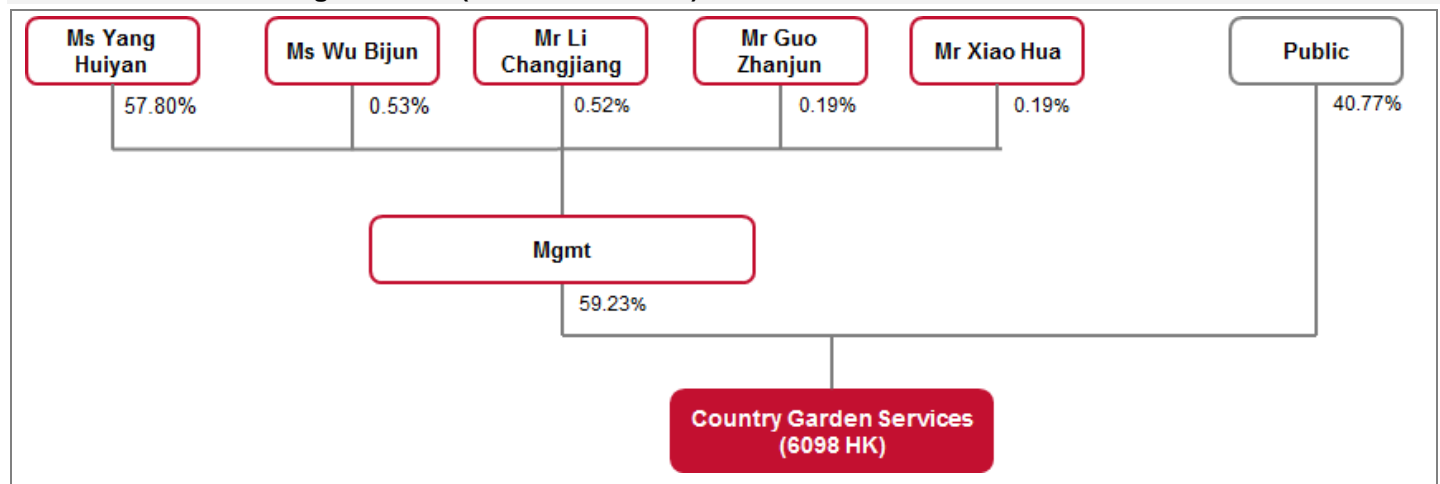 Ms Yang
Huiyan
Ms Wu Bijun
Mr Li
Changjiang
Mr Guo
Zhanjun
Mr Xiao Hua
Public
57.80%
0.53%
0.52%
0.19%
0.19%
40.77%
Mgmt
59.23%
Country Garden Services
(6098 HK)